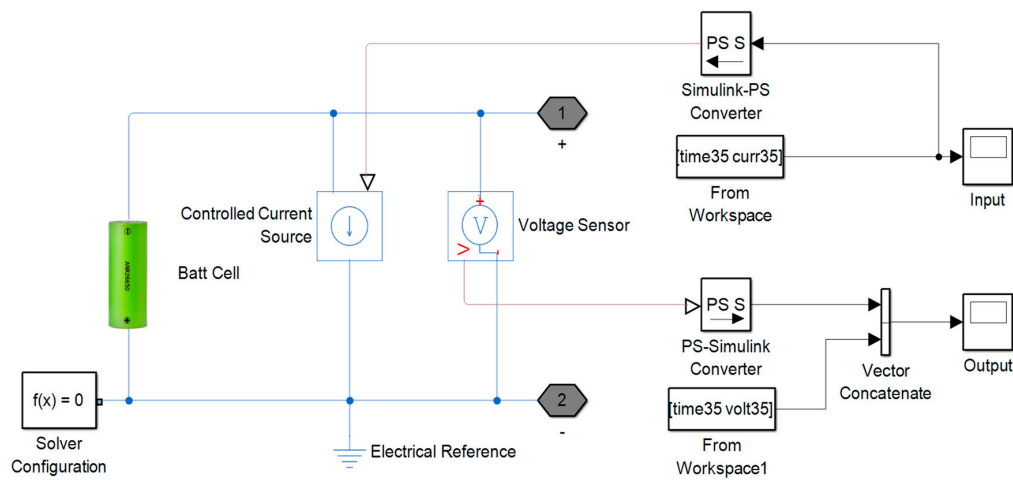 PS S
Simulink-PS
Converter
1
+
[time35 curr35]
From
Workspace
Input
Controlled Current
Source
+
V
-
Voltage Sensor
ANR26650
Batt Cell
PS S
PS-Simulink
Converter
Vector
Concatenate
Output
f(x) = 0
Solver
Configuration
2
-
[time35 volt35]
From
Workspace1
Electrical Reference